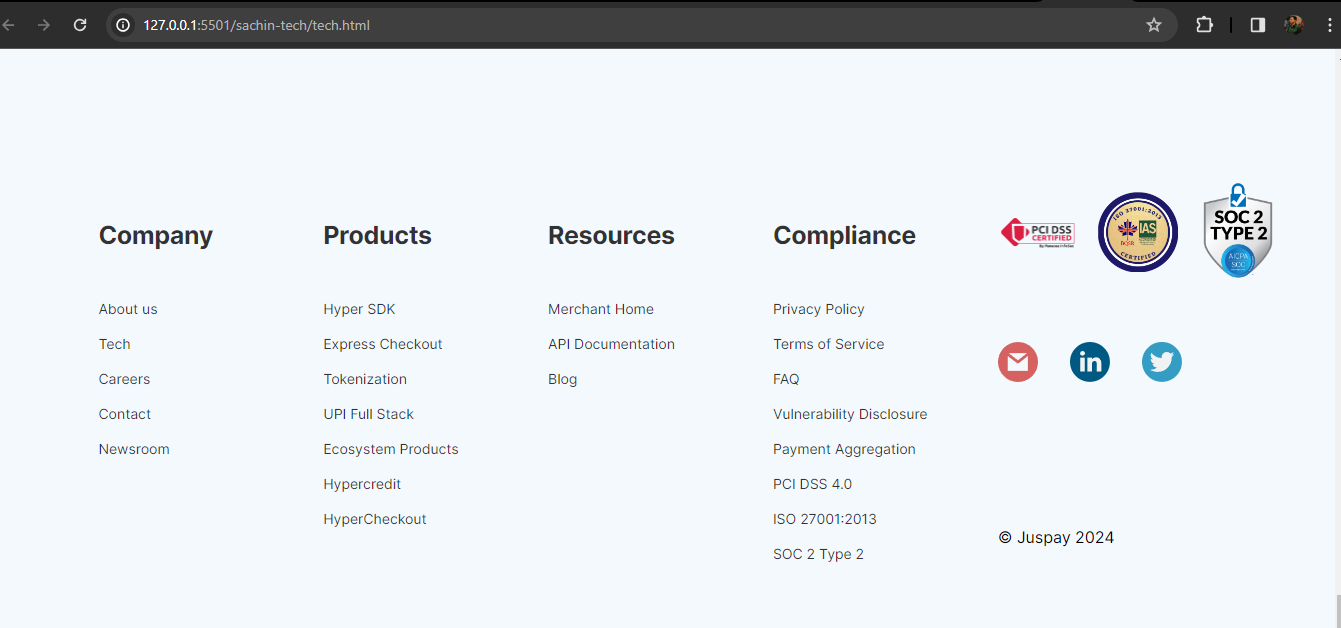 127.0.0.1:5501/sachin-tech/tech.html
Company
About us
Tech
Careers
Contact
Newsroom
Products
Hyper SDK
Express Checkout
Tokenization
UPI Full Stack
Ecosystem Products
Hypercredit
HyperCheckout
Resources
Merchant Home
API Documentation
Blog
Compliance
Privacy Policy
Terms of Service
FAQ
Vulnerability Disclosure
Payment Aggregation
PCI DSS 4.0
ISO 27001:2013
SOC 2 Type 2
PCI DSS
CERTIFIED
ISO 27001:2013
IAS
CERTIFIED
SOC 2
TYPE 2
AICPA
SOC
in
© Juspay 2024